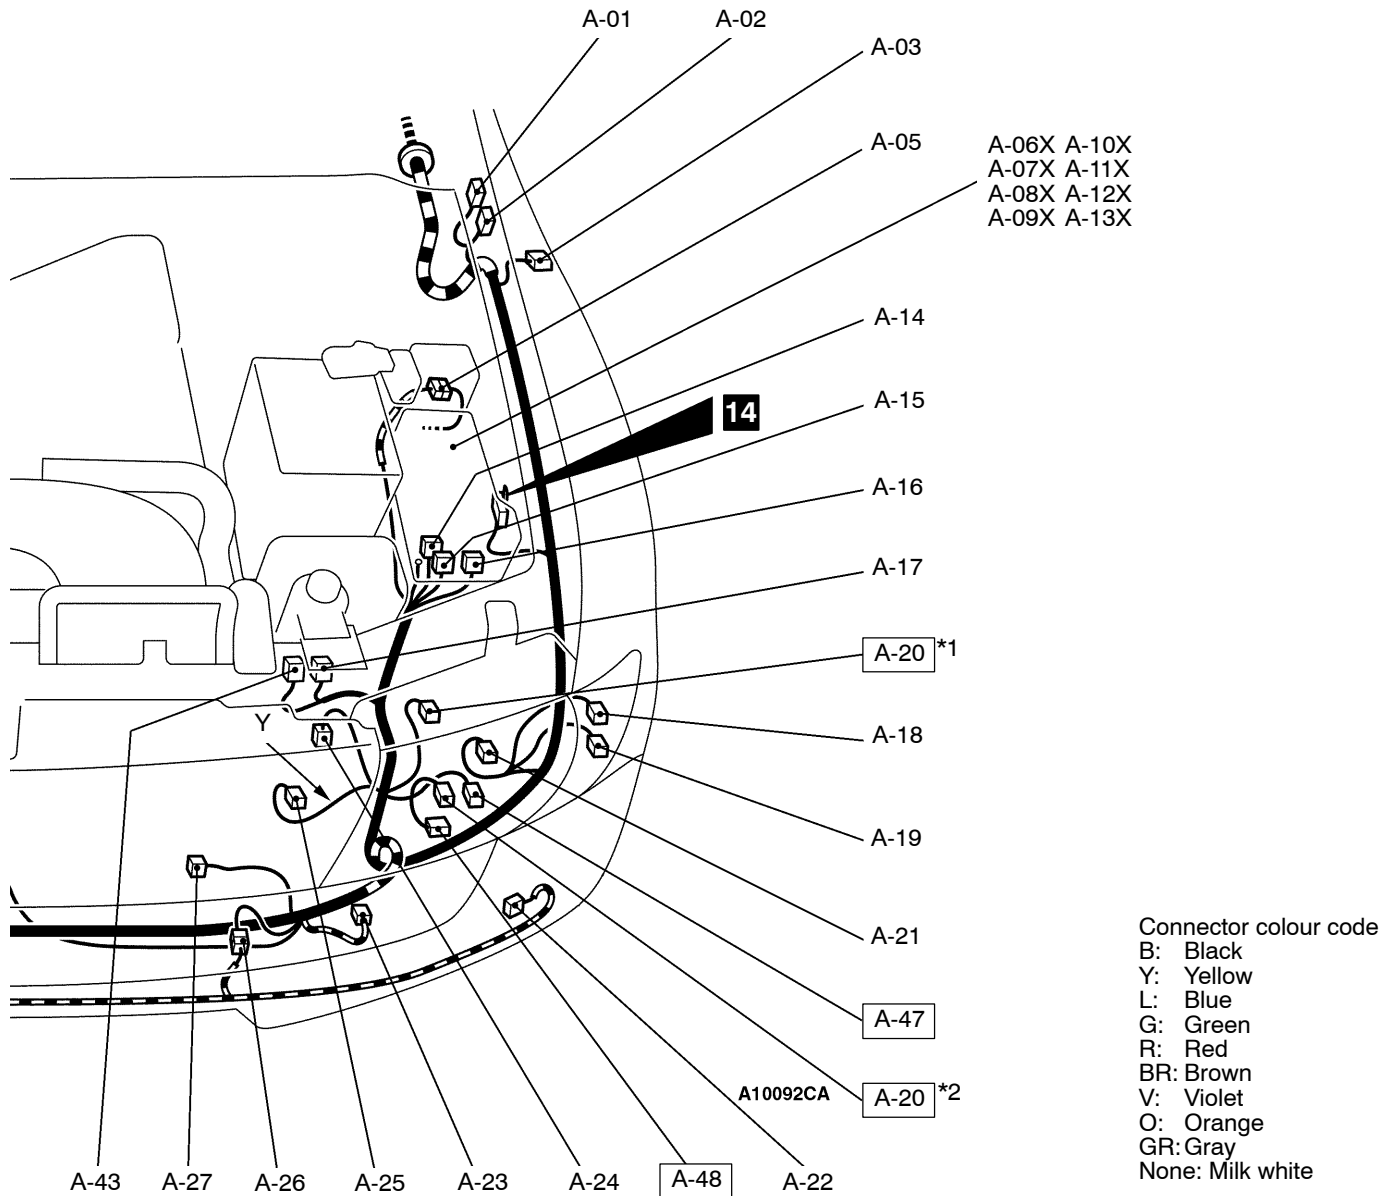 A-01
A-02
A-03
A-05
A-06X A-10X
A-07X A-11X
A-08X A-12X
A-09X A-13X
A-14
14
A-15
A-16
A-17
A-20 *1
Y
A-18
A-19
A-21
A-47
A10092CA
A-20 *2
A-43
A-27
A-26
A-25
A-23
A-24
A-48
A-22
Connector colour code
B: Black
Y: Yellow
L: Blue
G: Green
R: Red
BR: Brown
V: Violet
O: Orange
GR: Gray
None: Milk white